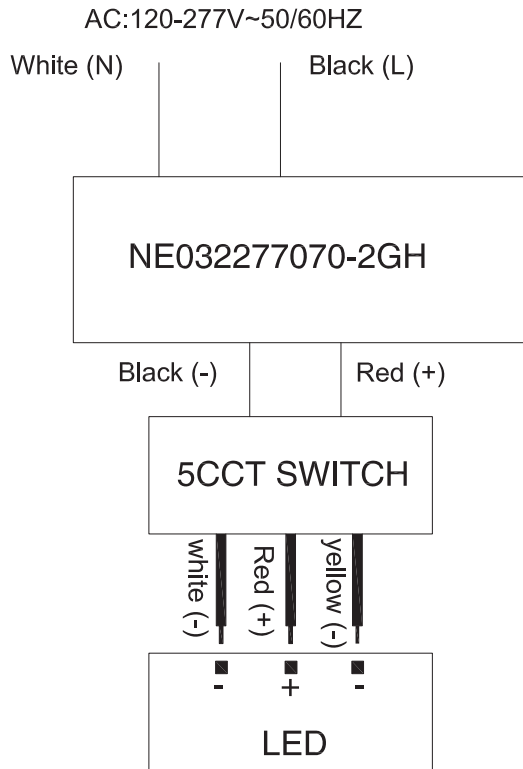 AC:120-277V~50/60HZ
White (N)
Black (L)
NE032277070-2GH
Black (-)
Red (+)
5CCT SWITCH
white (-)
Red (+)
yellow (-)
- + -
LED